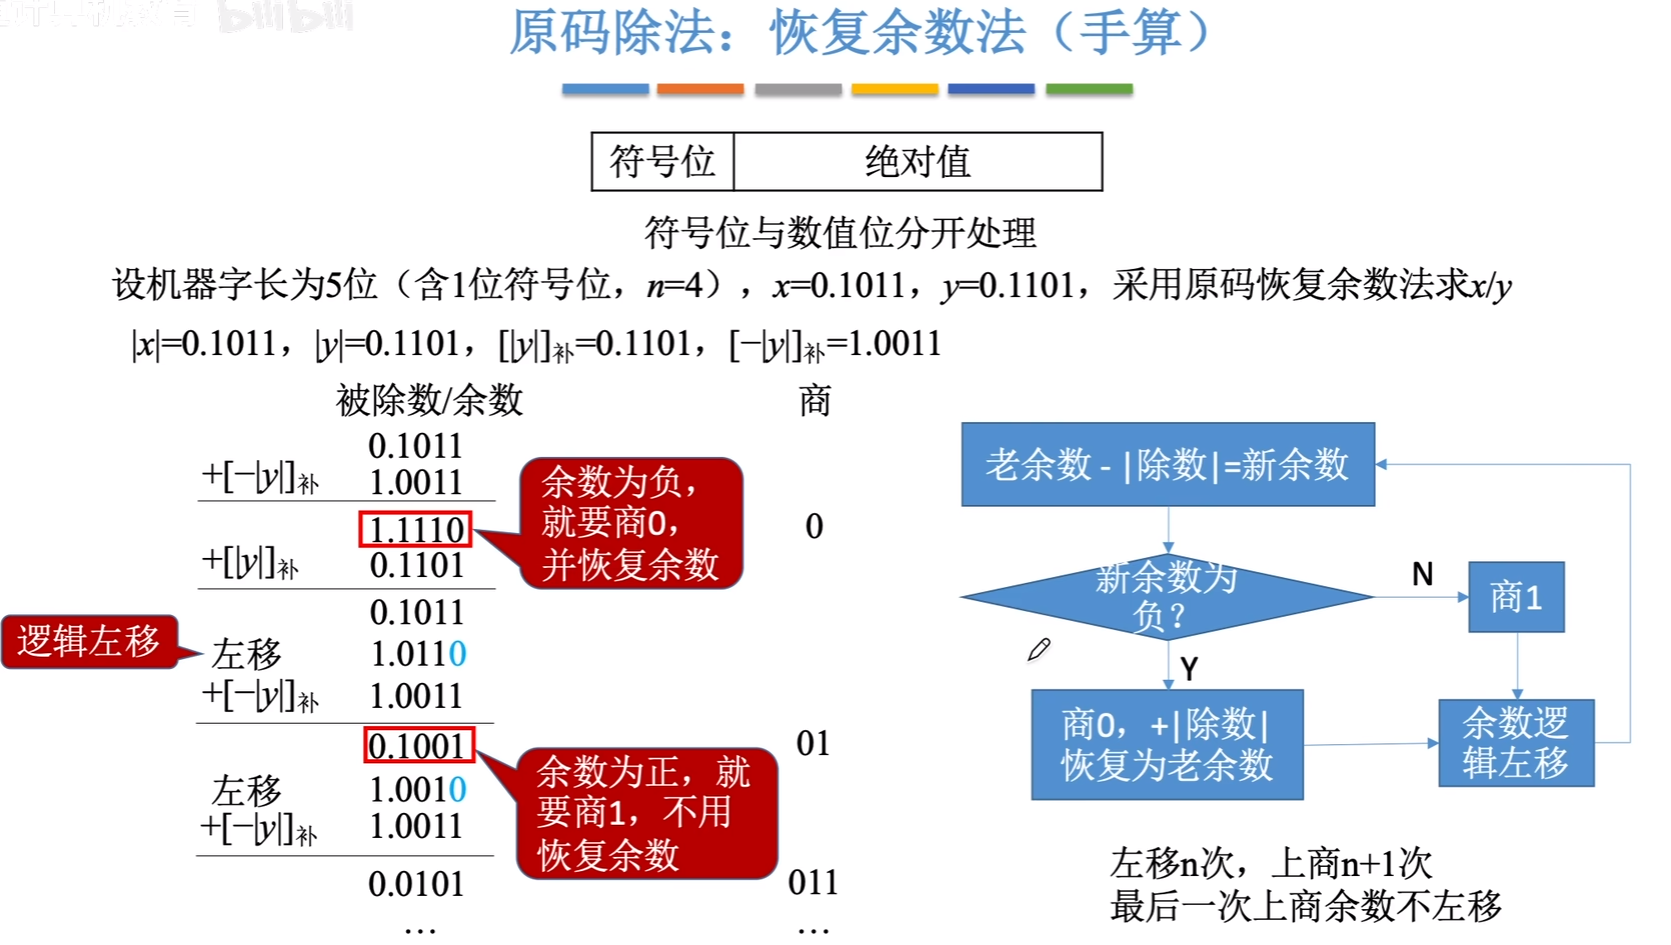 bilibili
原码除法：恢复余数法（手算）
符号位 绝对值
符号位与数值位分开处理
设机器字长为5位（含1位符号位，n=4），x=0.1011，y=0.1101，采用原码恢复余数法求x/y
|x|=0.1011，|y|=0.1101，[|y|]补=0.1101，[−|y|]补=1.0011
被除数/余数 商
0.1011
+[−|y|]补 1.0011
1.1110 0
+[|y|]补 0.1101
0.1011
左移 1.0110
+[−|y|]补 1.0011
0.1001 01
左移 1.0010
+[−|y|]补 1.0011
0.0101 011
… …
余数为负，
就要商0，
并恢复余数
逻辑左移
余数为正，就
要商1，不用
恢复余数
老余数-|除数|=新余数
新余数为
负？
N
商1
Y
商0，+|除数|
恢复为老余数
余数逻
辑左移
左移n次，上商n+1次
最后一次上商余数不左移